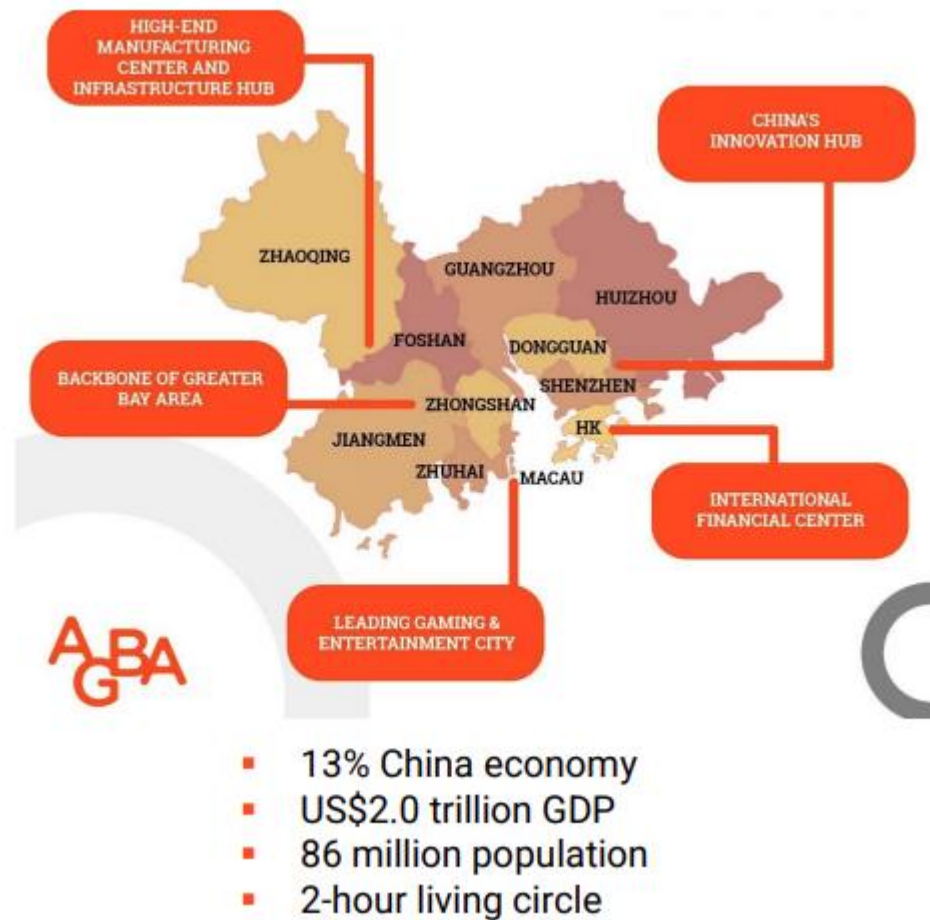 HIGH-END
MANUFACTURING
CENTER AND
INFRASTRUCTURE HUB
CHINA'S
INNOVATION HUB
ZHAOQING
GUANGZHOU
HUIZHOU
FOSHAN
DONGGUAN
SHENZHEN
BACKBONE OF GREATER
BAY AREA
ZHONGSHAN
HK
JIANGMEN
ZHUHAI
MACAU
INTERNATIONAL
FINANCIAL CENTER
LEADING GAMING &
ENTERTAINMENT CITY
AGBA
▪ 13% China economy
▪ US$2.0 trillion GDP
▪ 86 million population
▪ 2-hour living circle